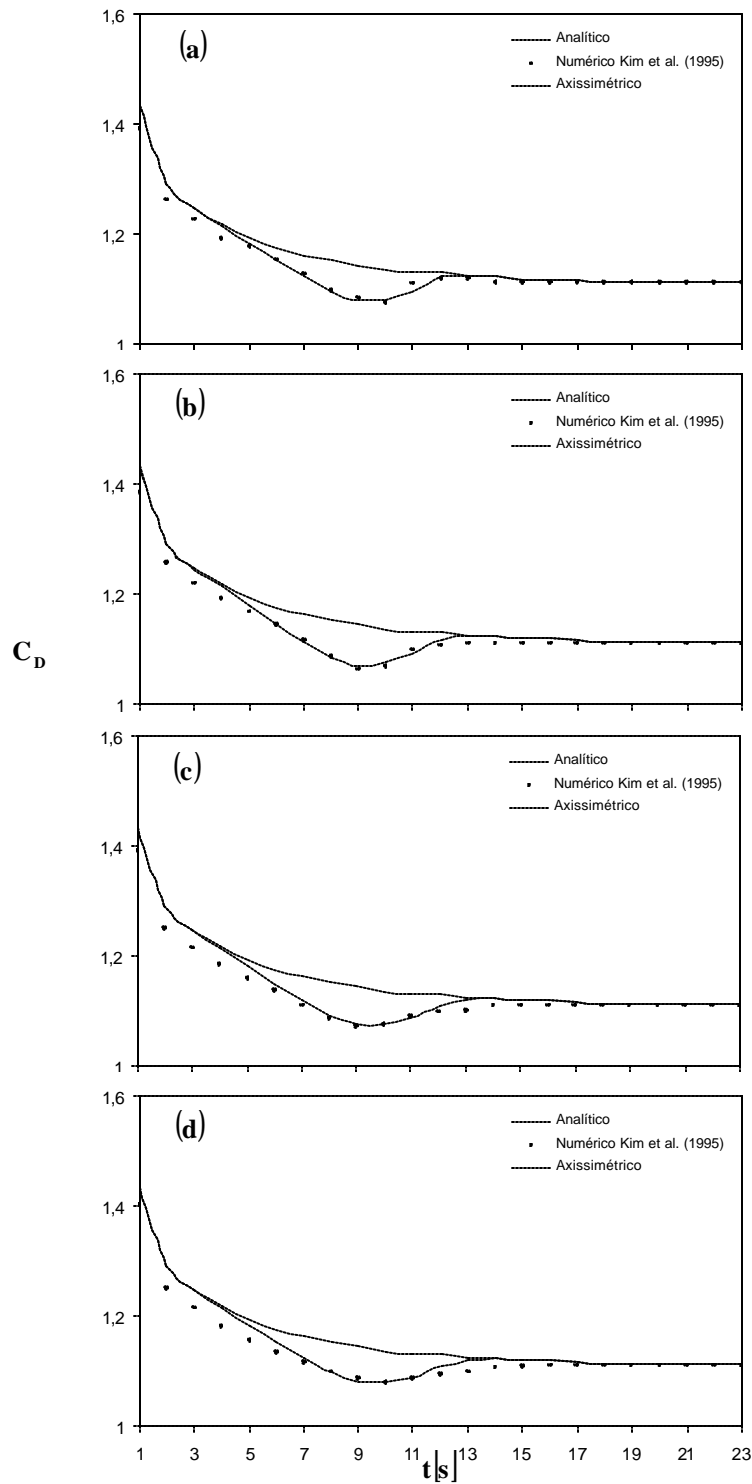 1,6
(a)
Analítico
Numérico Kim et al. (1995)
Axissimétrico
1,4
1,2
1
1,6
(b)
Analítico
Numérico Kim et al. (1995)
Axissimétrico
1,4
1,2
C_D
1
1,6
(c)
Analítico
Numérico Kim et al. (1995)
Axissimétrico
1,4
1,2
1
1,6
(d)
Analítico
Numérico Kim et al. (1995)
Axissimétrico
1,4
1,2
1
1 3 5 7 9 11 13 15 17 19 21 23
t[s]